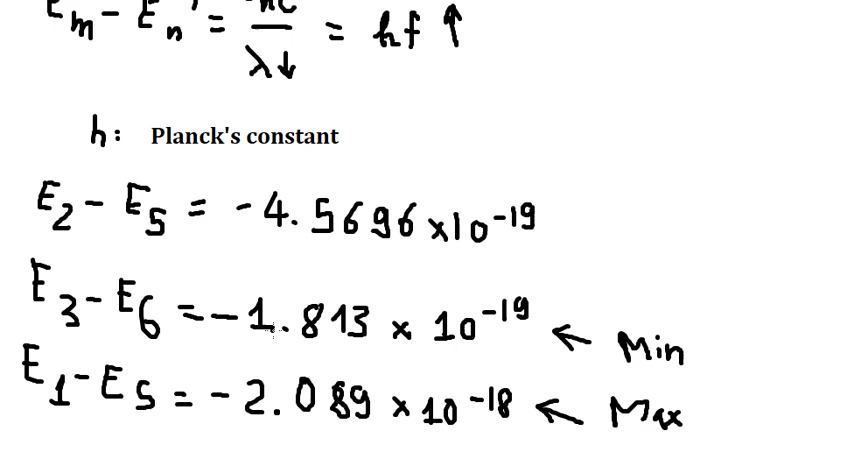 Em - En = hc/λ↓ = hf ↑
h: Planck's constant
E2 - E5 = -4.5696 x10^-19
E3 - E6 = -1.813 x 10^-19 ← Min
E1 - E5 = -2.089 x 10^-18 ← Max